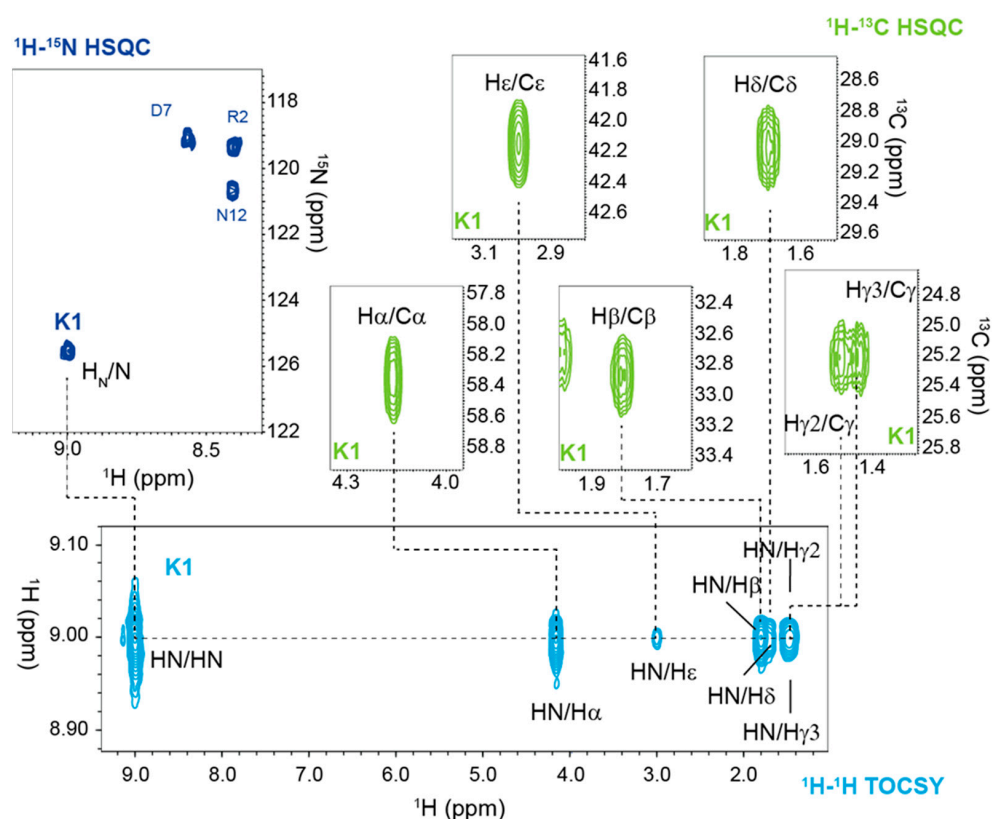 ¹H-¹⁵N HSQC
¹H-¹³C HSQC
D7
R2
N12
K1
H_N/N
118
120
122
124
126
122
¹⁵N (ppm)
9.0
8.5
¹H (ppm)
Hε/Cε
K1
41.6
41.8
42.0
42.2
42.4
42.6
3.1
2.9
Hδ/Cδ
K1
28.6
28.8
29.0
29.2
29.4
29.6
¹³C (ppm)
1.8
1.6
Hα/Cα
K1
57.8
58.0
58.2
58.4
58.6
58.8
4.3
4.0
Hβ/Cβ
K1
32.4
32.6
32.8
33.0
33.2
33.4
1.9
1.7
Hγ3/Cγ
Hγ2/Cγ
K1
24.8
25.0
25.2
25.4
25.6
25.8
¹³C (ppm)
1.6
1.4
9.10
9.00
8.90
¹H (ppm)
K1
HN/HN
HN/Hα
HN/Hε
HN/Hβ
HN/Hδ
HN/Hγ2
HN/Hγ3
9.0
8.0
7.0
6.0
5.0
4.0
3.0
2.0
¹H (ppm)
¹H-¹H TOCSY